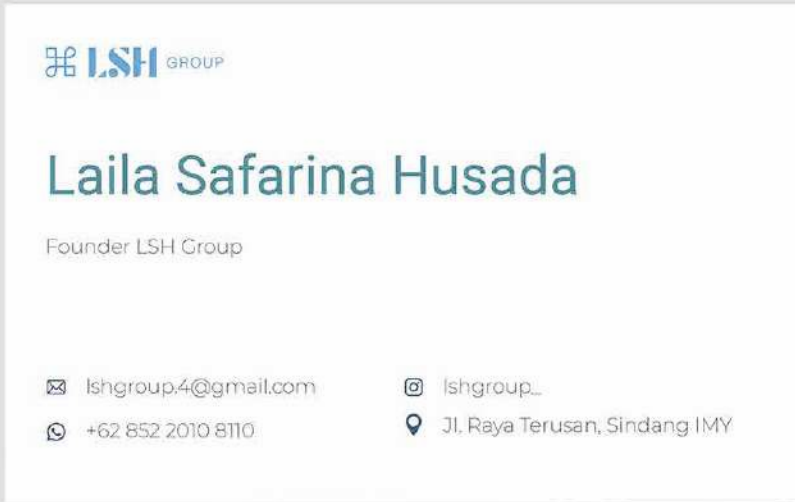 LSH GROUP
Laila Safarina Husada
Founder LSH Group
lshgroup.4@gmail.com
lshgroup_
+62 852 2010 8110
Jl. Raya Terusan, Sindang IMY